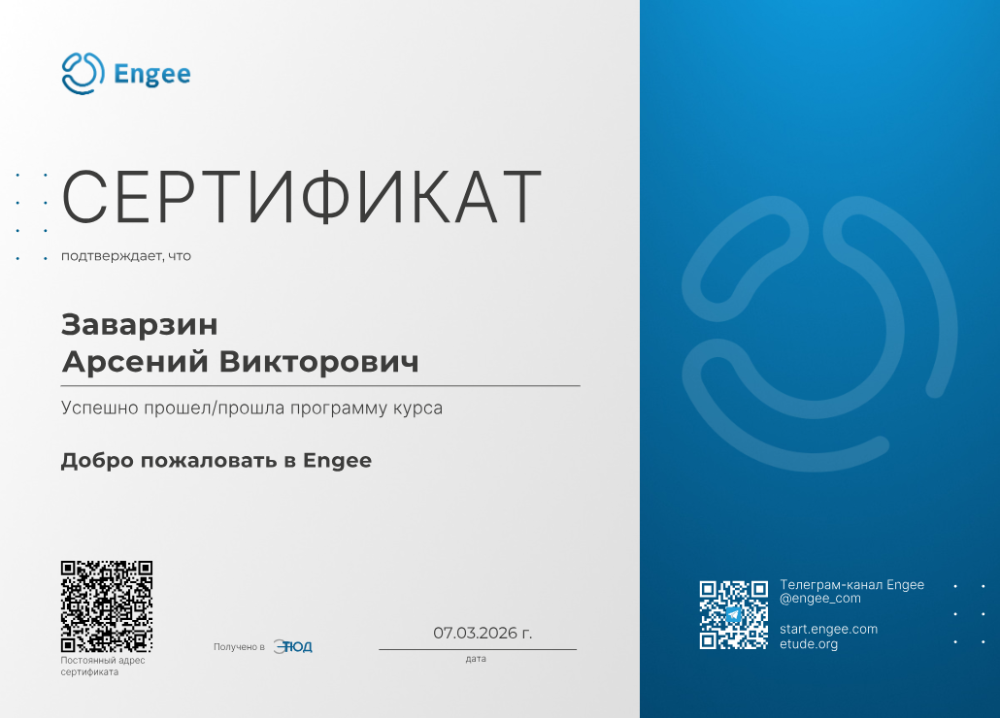 Engee
СЕРТИФИКАТ
подтверждает, что
Заварзин
Арсений Викторович
Успешно прошел/прошла программу курса
Добро пожаловать в Engee
Постоянный адрес
сертификата
Получено в ЭТЮД
07.03.2026 г.
дата
Телеграм-канал Engee
@engee_com
start.engee.com
etude.org